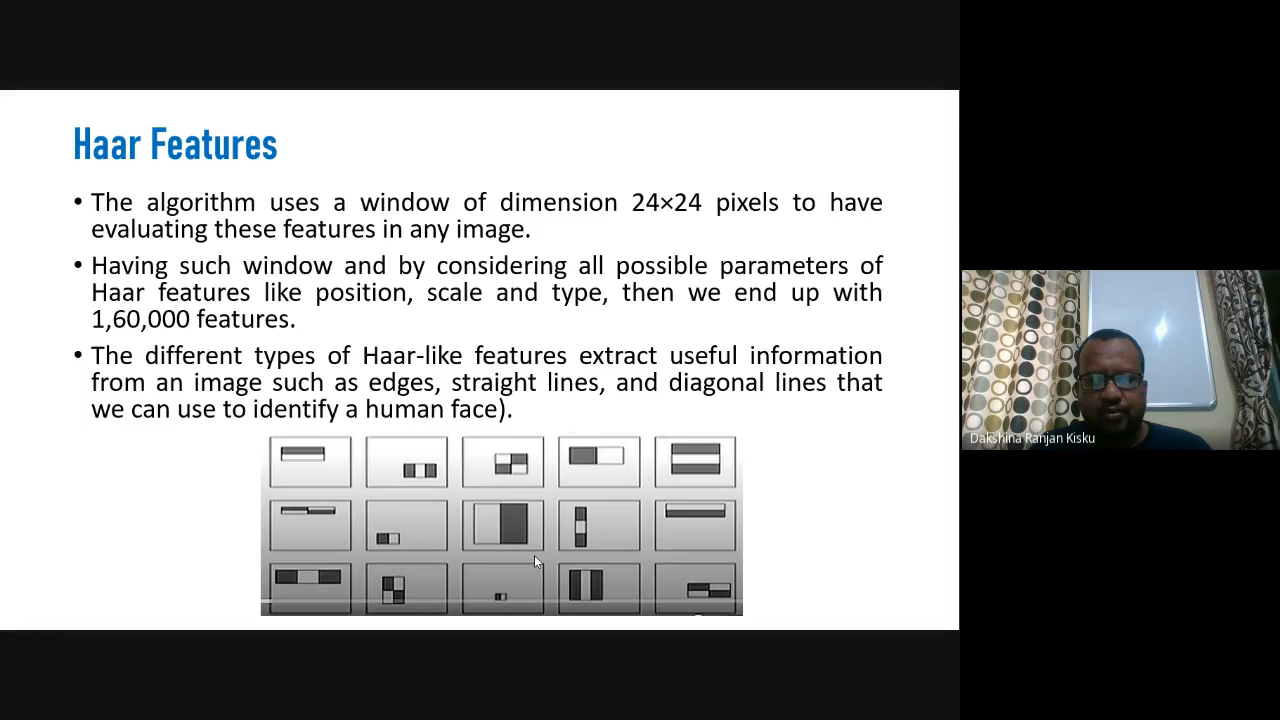 Haar Features
• The algorithm uses a window of dimension 24×24 pixels to have
evaluating these features in any image.
• Having such window and by considering all possible parameters of
Haar features like position, scale and type, then we end up with
1,60,000 features.
• The different types of Haar-like features extract useful information
from an image such as edges, straight lines, and diagonal lines that
we can use to identify a human face).
Dakshina Ranjan Kisku